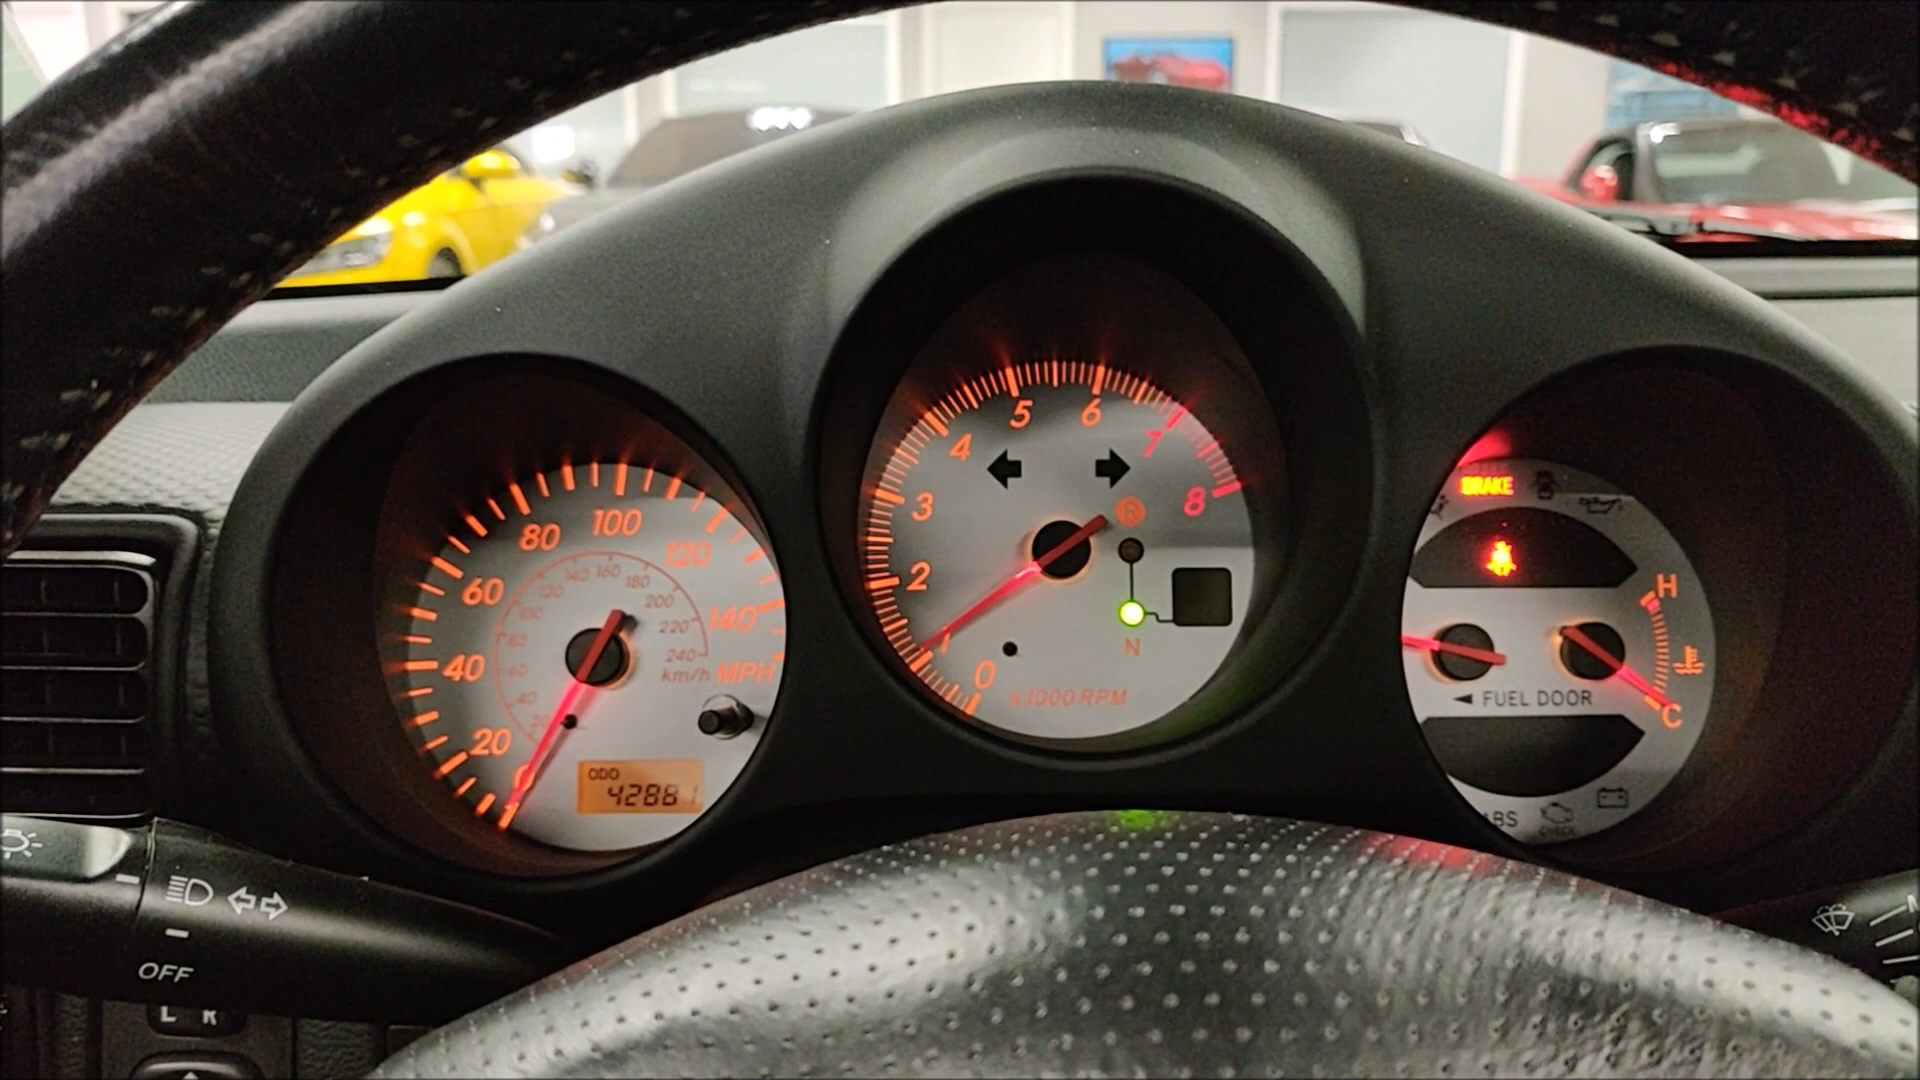 80 100 120
60 140
40 km/h MPH
20
0
20 40 60 80 100 120 140 160 180 200 220 240
ODO
42881
0 1 2 3 4 5 6 7 8
R
N
x1000 RPM
BRAKE
H
C
◄ FUEL DOOR
ABS
CHECK
OFF
L R